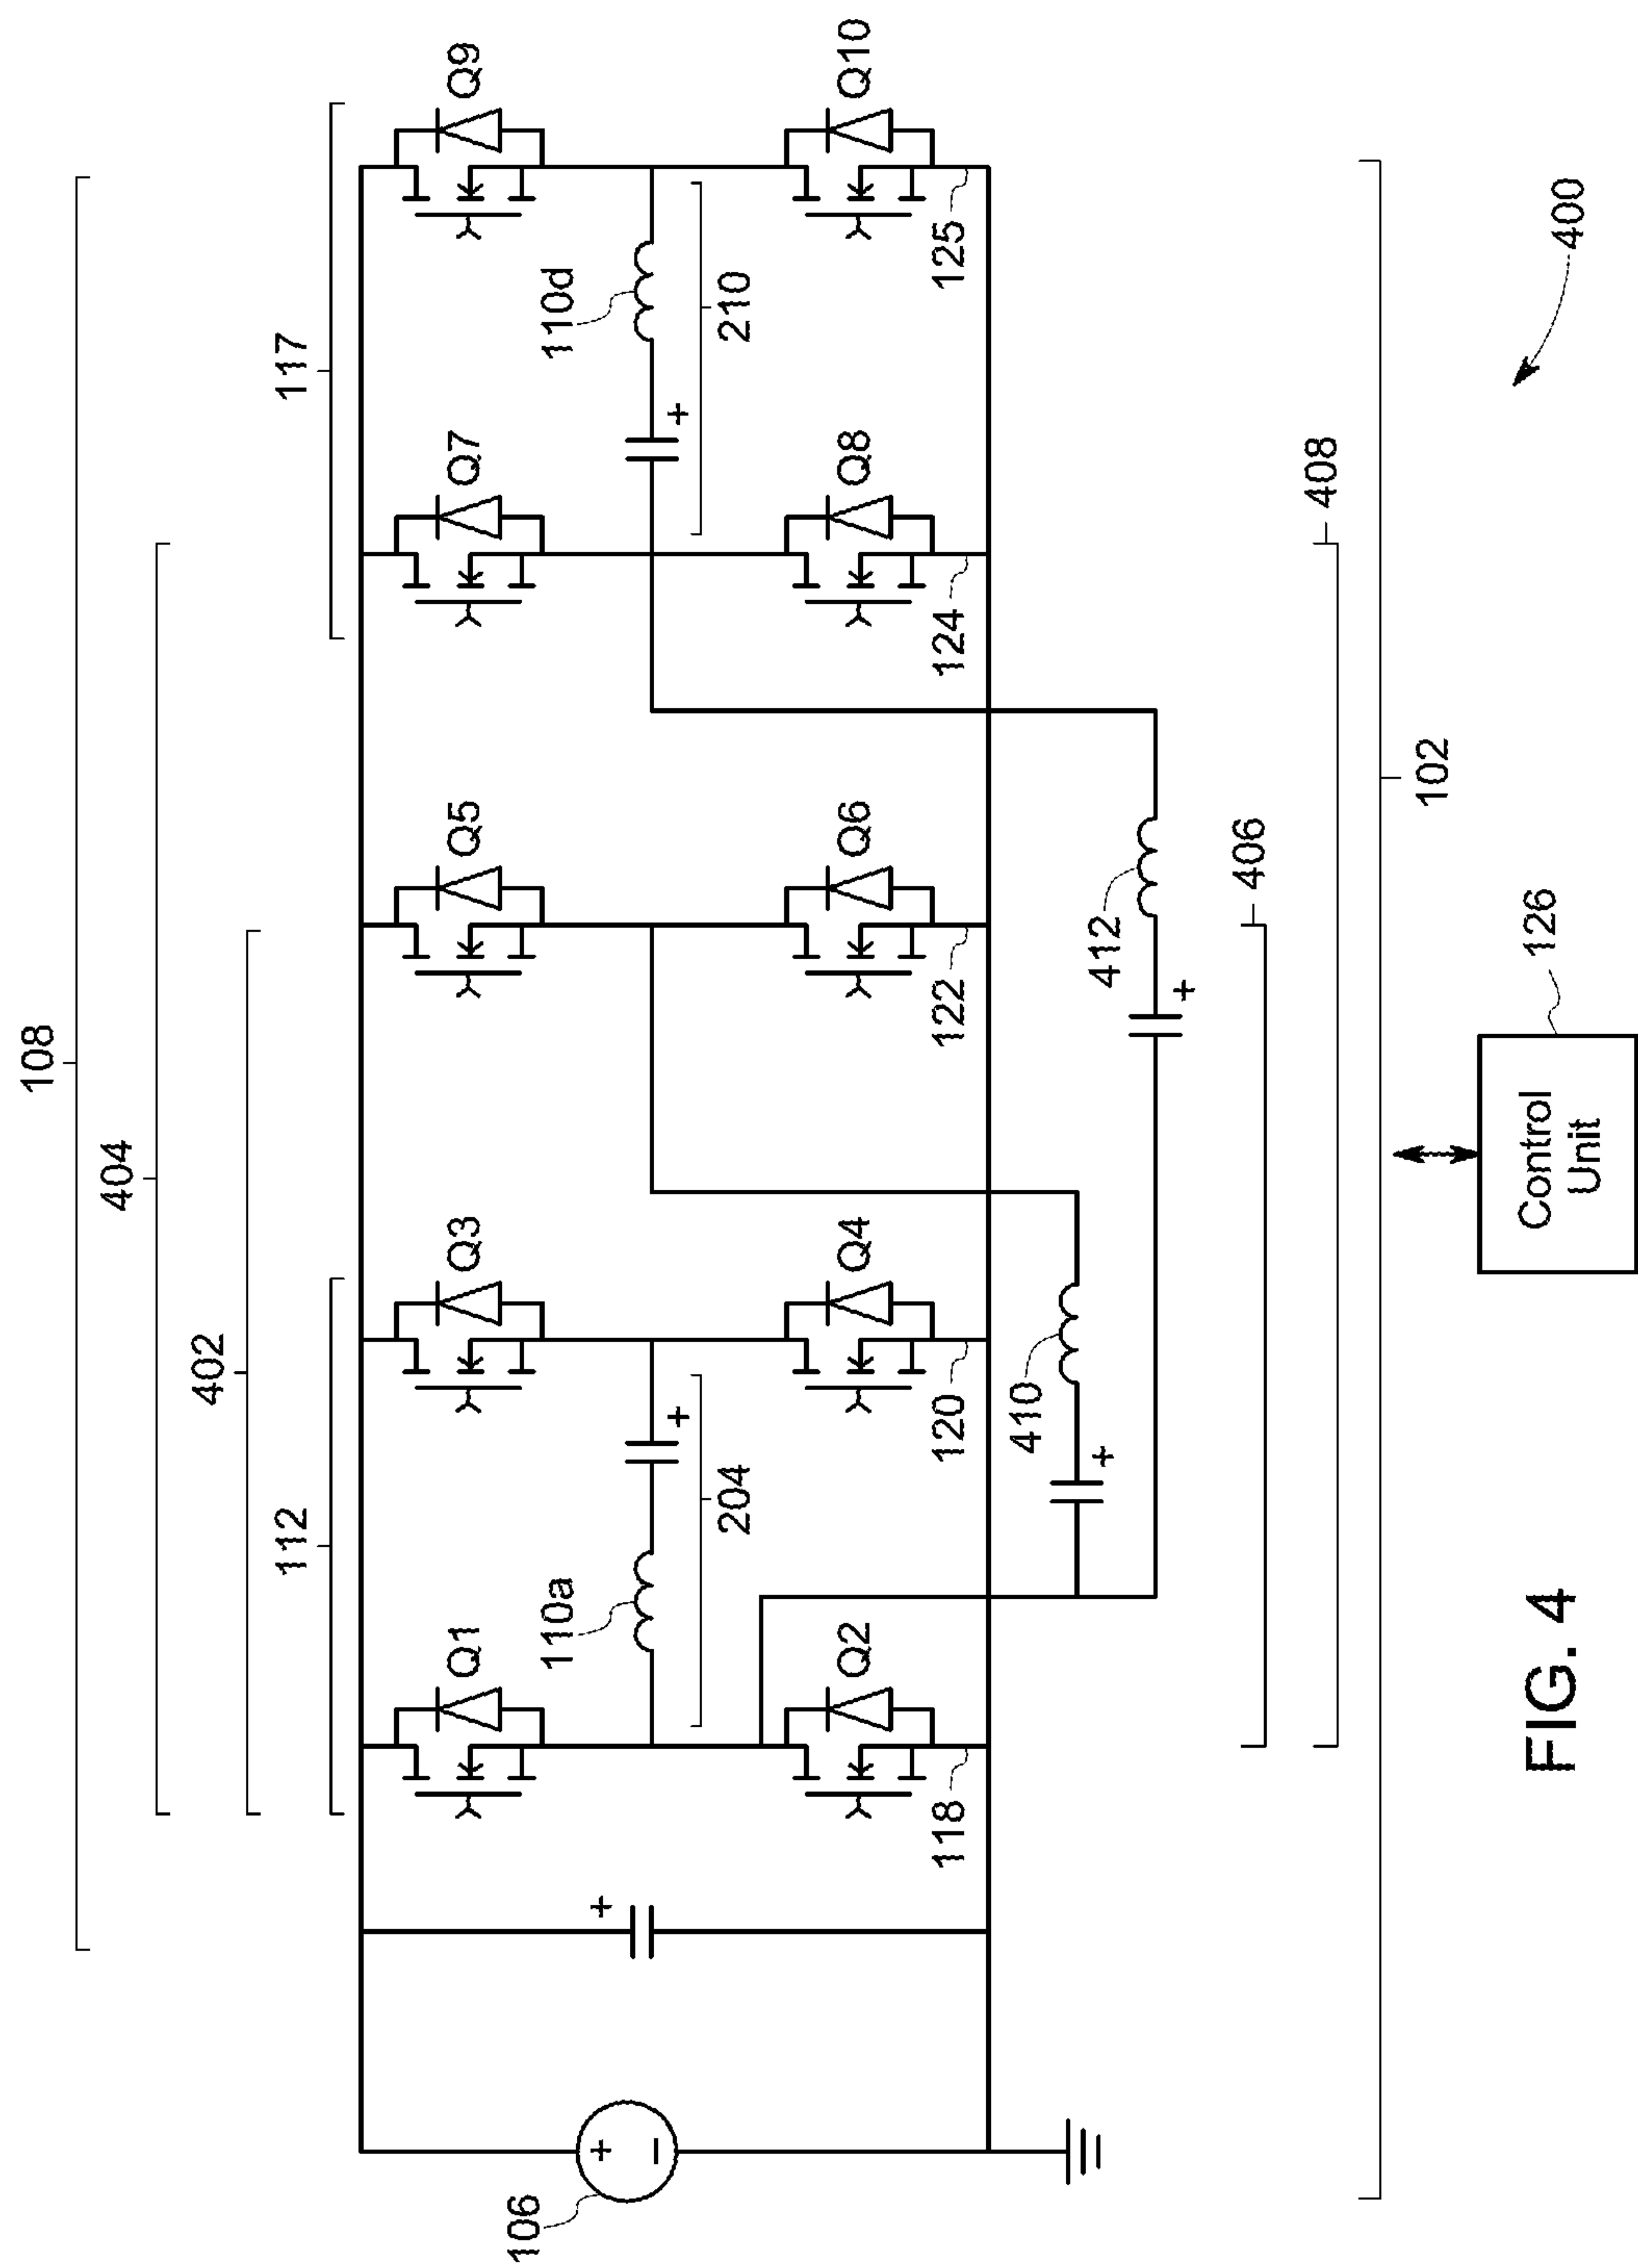 108
404
402
112
117
Q1
Q3
Q5
Q7
Q9
110a
110d
+
+
+
+
−
106
204
210
Q2
Q4
Q6
Q8
Q10
118
120
122
124
125
410
+
412
+
406
408
102
Control
Unit
126
400
FIG. 4